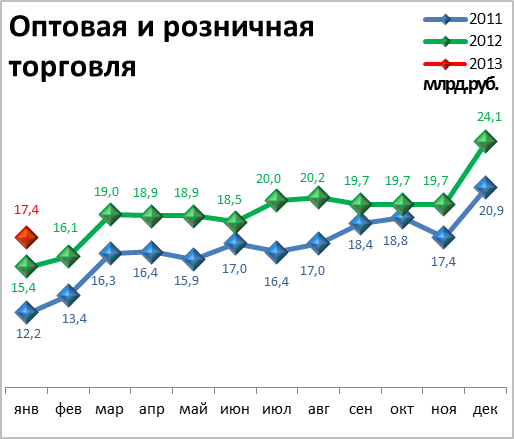 Оптовая и розничная
торговля
2011
2012
2013
млрд.руб.
24,1
20,0 20,2
19,0 18,9 18,9 18,5 19,7 19,7 19,7
17,4
16,1
15,4
20,9
18,4 18,8
17,0 17,0 17,4
16,3 16,4 15,9 16,4
12,2 13,4
янв фев мар апр май июн июл авг сен окт ноя дек